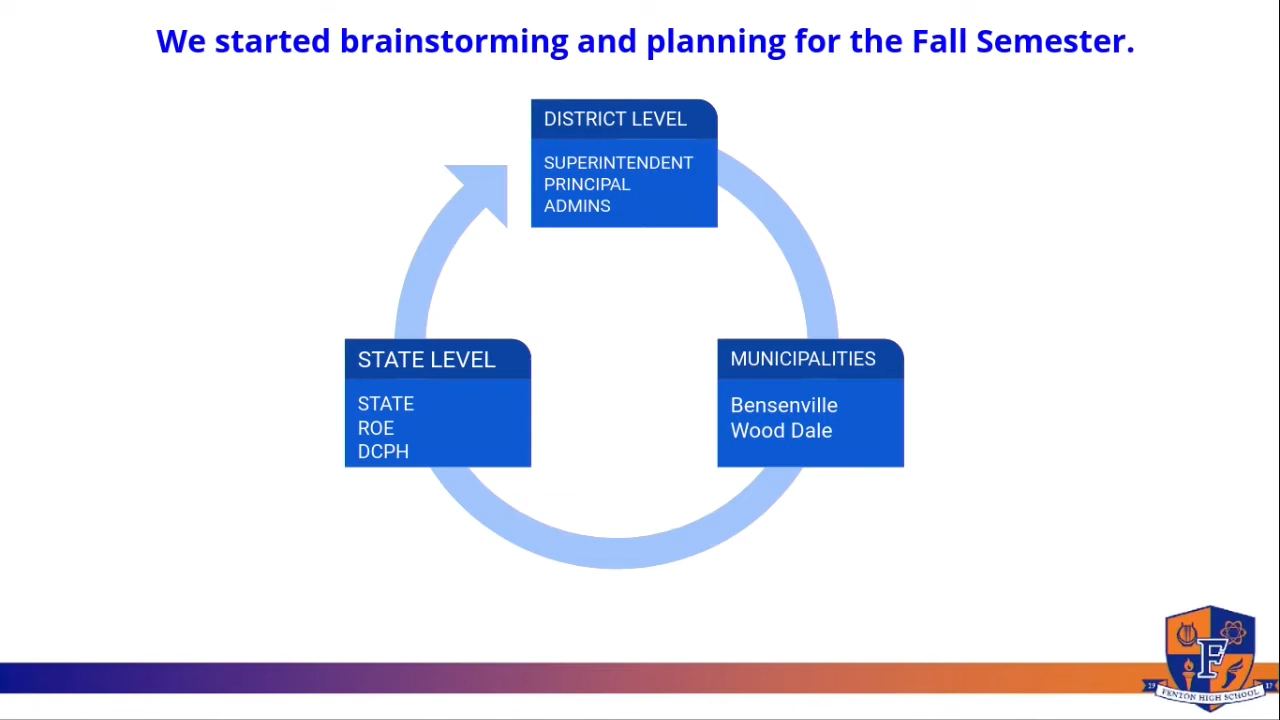 We started brainstorming and planning for the Fall Semester.
DISTRICT LEVEL
SUPERINTENDENT
PRINCIPAL
ADMINS
STATE LEVEL
STATE
ROE
DCPH
MUNICIPALITIES
Bensenville
Wood Dale
F
FENTON HIGH SCHOOL